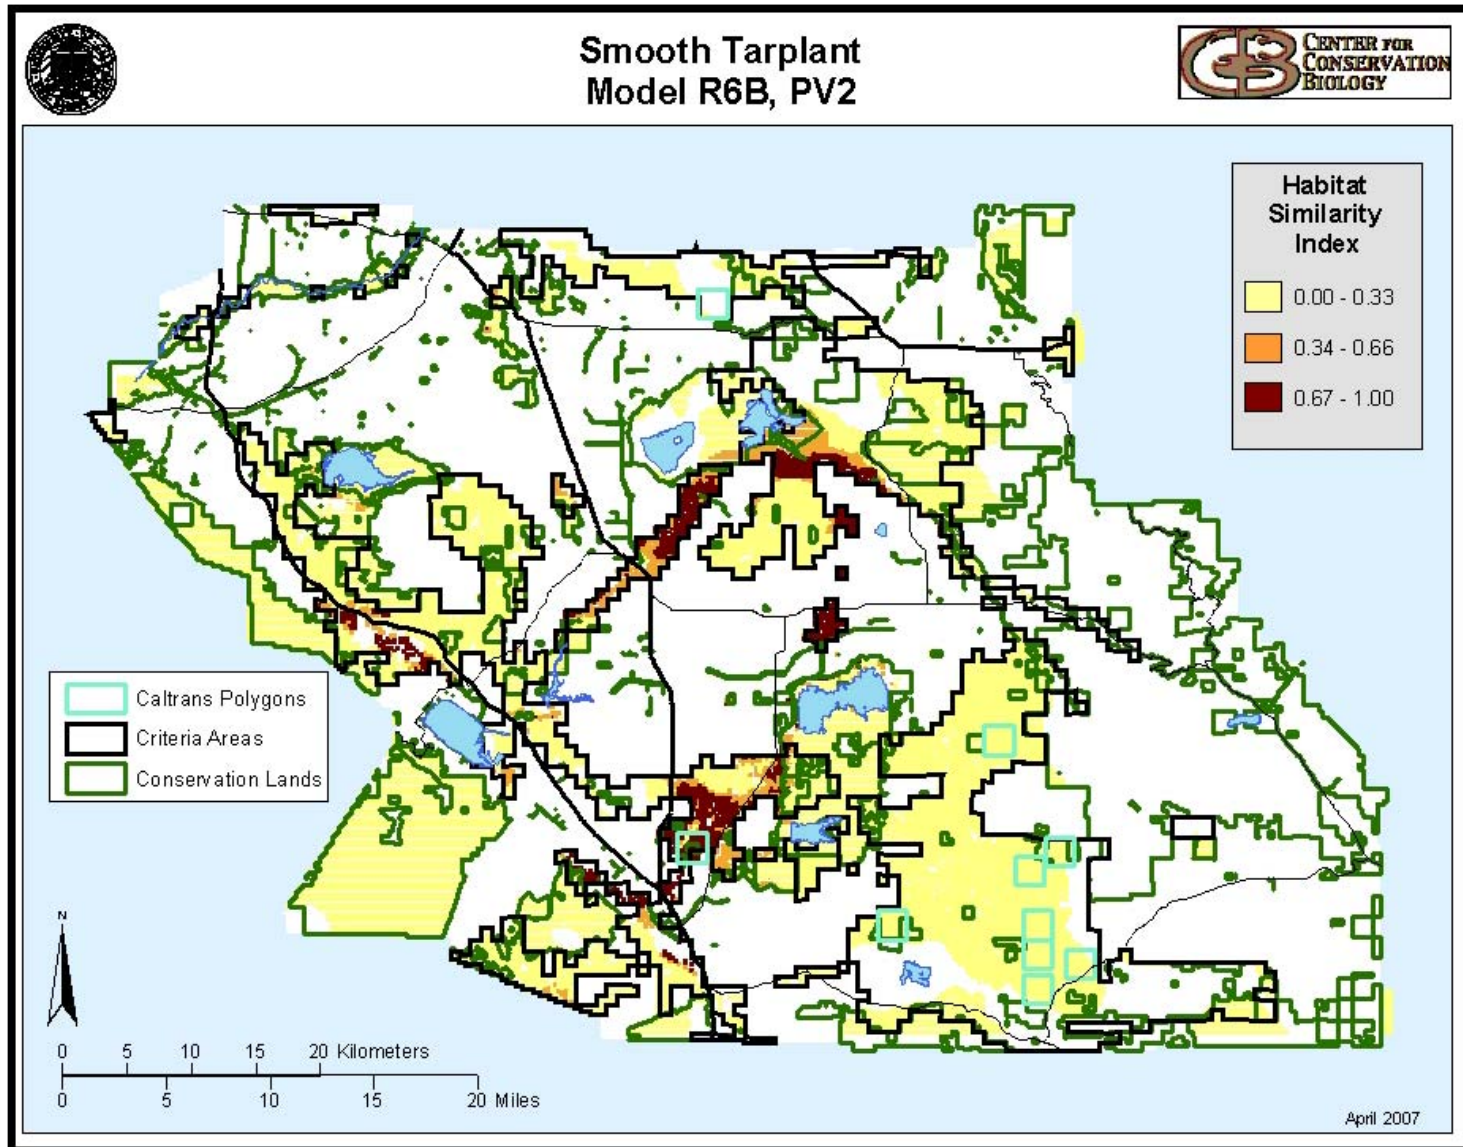 Smooth Tarplant
Model R6B, PV2
CENTER FOR
CONSERVATION
BIOLOGY
Habitat
Similarity
Index
0.00 - 0.33
0.34 - 0.66
0.67 - 1.00
Caltrans Polygons
Criteria Areas
Conservation Lands
N
0 5 10 15 20 Kilometers
0 5 10 15 20 Miles
April 2007